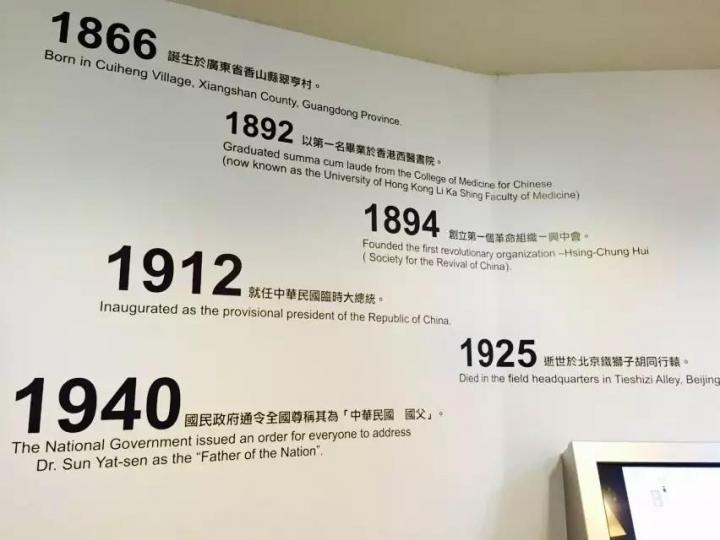 1866 誕生於廣東省香山縣翠亨村。
Born in Cuiheng Village, Xiangshan County, Guangdong Province.
1892 以第一名畢業於香港西醫書院。
Graduated summa cum laude from the College of Medicine for Chinese
(now known as the University of Hong Kong Li Ka Shing Faculty of Medicine)
1894 創立第一個革命組織－興中會。
Founded the first revolutionary organization –Hsing-Chung Hui
( Society for the Revival of China).
1912 就任中華民國臨時大總統。
Inaugurated as the provisional president of the Republic of China.
1925 逝世於北京鐵獅子胡同行轅。
Died in the field headquarters in Tieshizi Alley, Beijing
1940 國民政府通令全國尊稱其為「中華民國　國父」。
The National Government issued an order for everyone to address
Dr. Sun Yat-sen as the “Father of the Nation”.